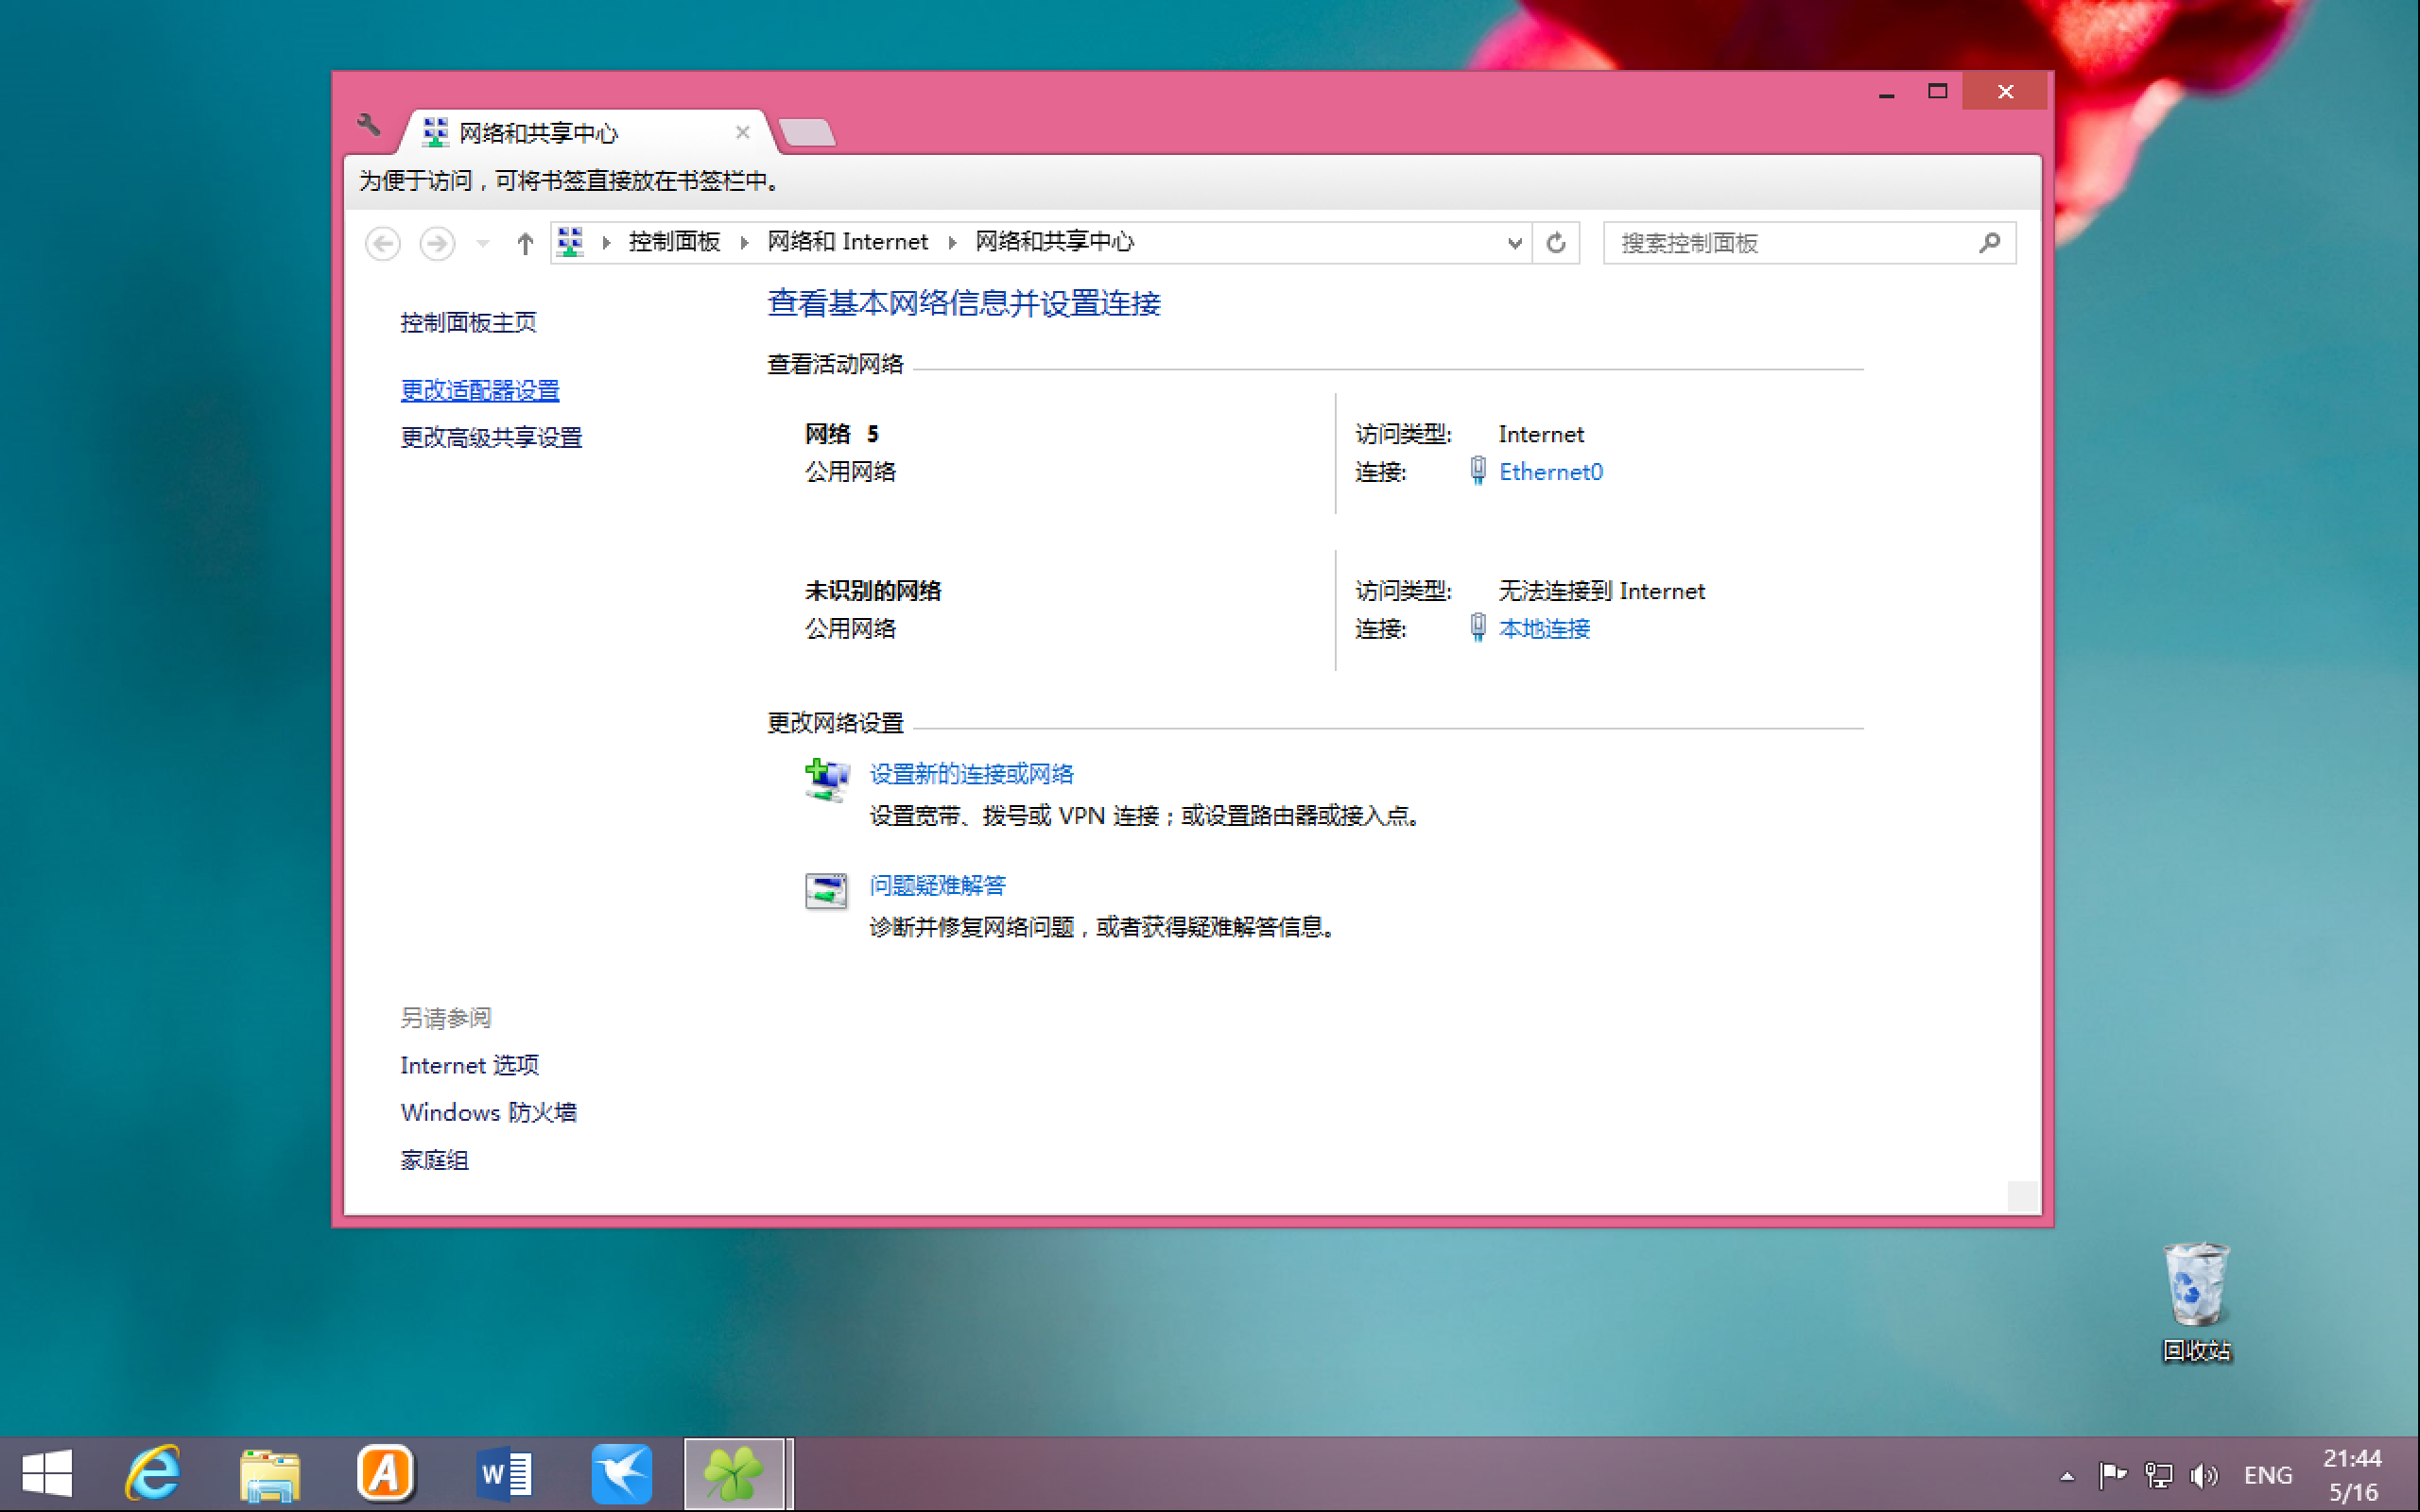 网络和共享中心
为便于访问，可将书签直接放在书签栏中。
控制面板 网络和 Internet 网络和共享中心
搜索控制面板
控制面板主页
更改适配器设置
更改高级共享设置
查看基本网络信息并设置连接
查看活动网络
网络 5
公用网络
访问类型: Internet
连接: Ethernet0
未识别的网络
公用网络
访问类型: 无法连接到 Internet
连接: 本地连接
更改网络设置
设置新的连接或网络
设置宽带、拨号或 VPN 连接；或设置路由器或接入点。
问题疑难解答
诊断并修复网络问题，或者获得疑难解答信息。
另请参阅
Internet 选项
Windows 防火墙
家庭组
回收站
ENG
21:44
5/16